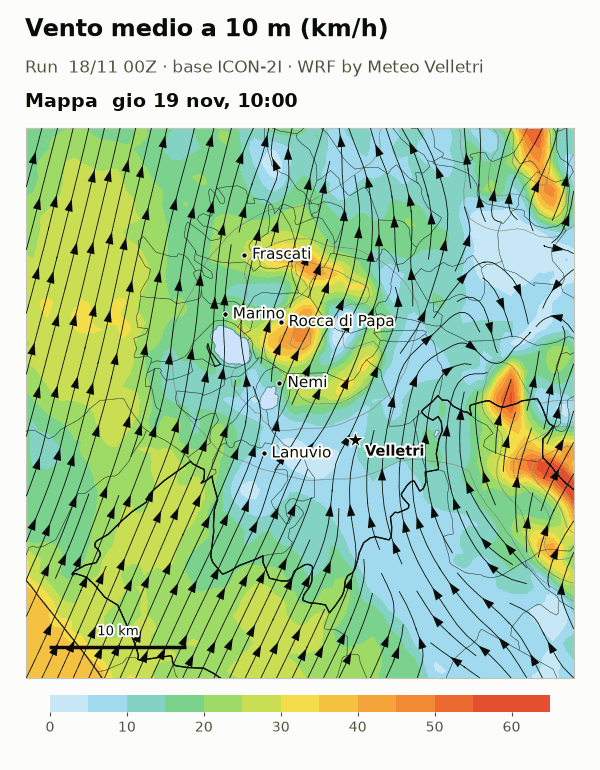 Vento medio a 10 m (km/h)
Run  18/11 00Z · base ICON-2I · WRF by Meteo Velletri
Mappa  gio 19 nov, 10:00
Frascati
Marino
Rocca di Papa
Nemi
Velletri
Lanuvio
10 km
0 10 20 30 40 50 60